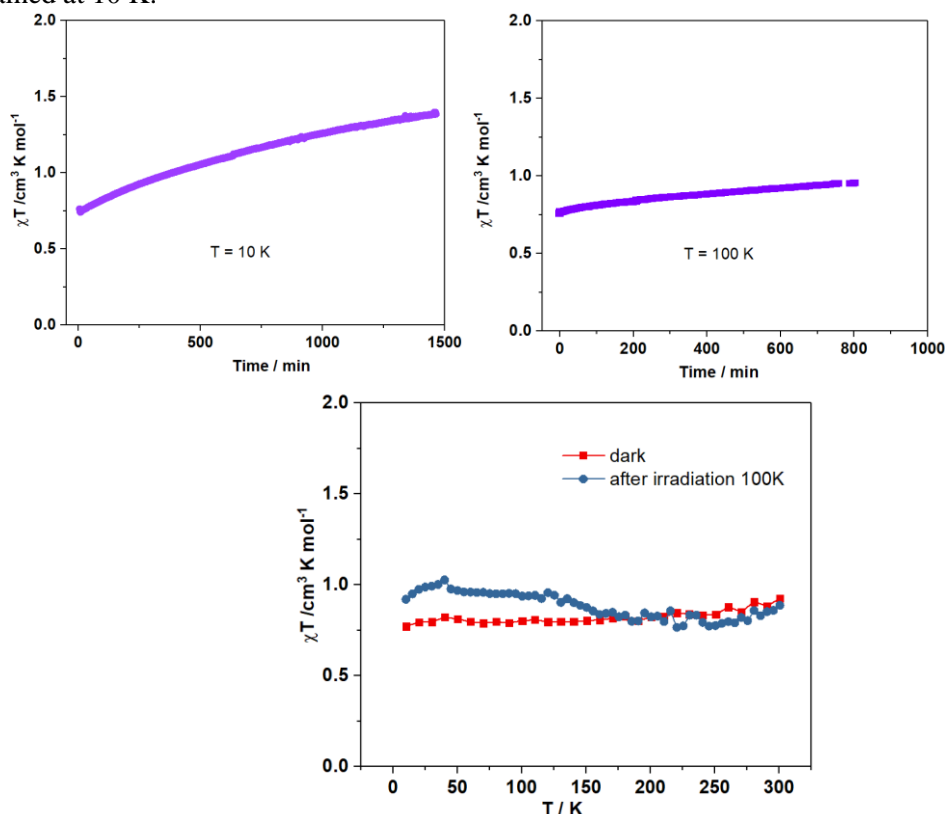 ained at 10 K.
2.0
1.5
1.0
0.5
0.0
χT /cm³ K mol⁻¹
T = 10 K
0 500 1000 1500
Time / min
2.0
1.5
1.0
0.5
0.0
χT /cm³ K mol⁻¹
T = 100 K
0 200 400 600 800 1000
Time / min
2.0
1.5
1.0
0.5
0.0
χT /cm³ K mol⁻¹
dark
after irradiation 100K
0 50 100 150 200 250 300
T / K